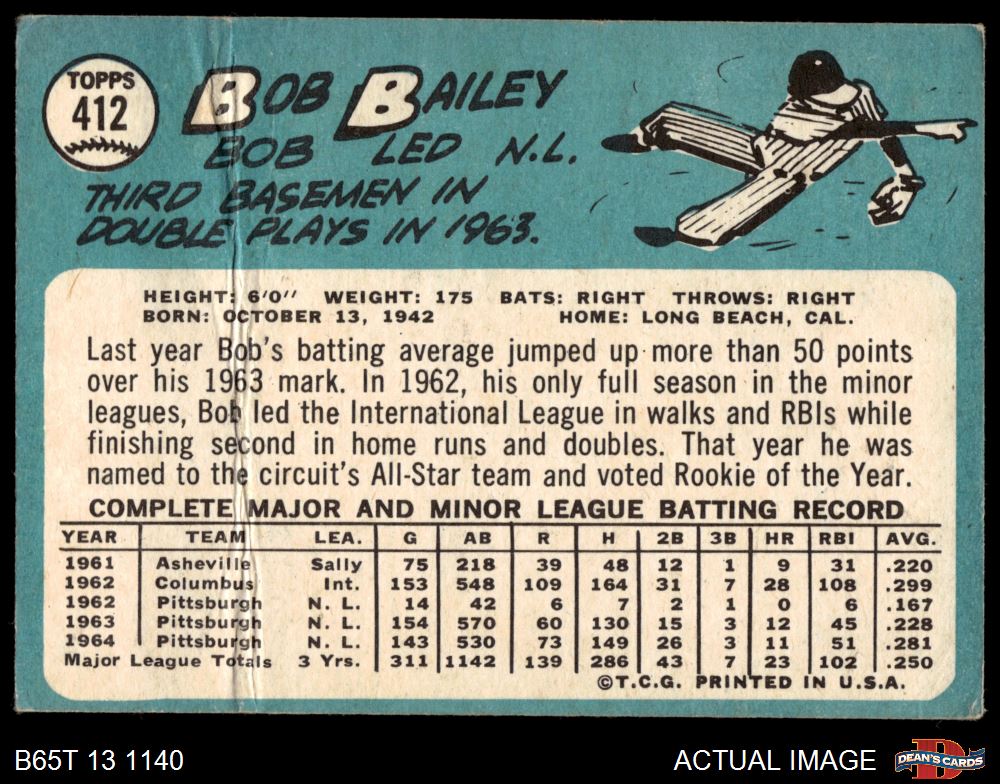 TOPPS
412
BOB BAILEY
BOB LED N.L.
THIRD BASEMEN IN
DOUBLE PLAYS IN 1963.
HEIGHT: 6'0" WEIGHT: 175 BATS: RIGHT THROWS: RIGHT
BORN: OCTOBER 13, 1942 HOME: LONG BEACH, CAL.
Last year Bob's batting average jumped up more than 50 points
over his 1963 mark. In 1962, his only full season in the minor
leagues, Bob led the International League in walks and RBIs while
finishing second in home runs and doubles. That year he was
named to the circuit's All-Star team and voted Rookie of the Year.
COMPLETE MAJOR AND MINOR LEAGUE BATTING RECORD
YEAR TEAM LEA. G AB R H 2B 3B HR RBI AVG.
1961 Asheville Sally 75 218 39 48 12 1 9 31 .220
1962 Columbus Int. 153 548 109 164 31 7 28 108 .299
1962 Pittsburgh N. L. 14 42 6 7 2 1 0 6 .167
1963 Pittsburgh N. L. 154 570 60 130 15 3 12 45 .228
1964 Pittsburgh N. L. 143 530 73 149 26 3 11 51 .281
Major League Totals 3 Yrs. 311 1142 139 286 43 7 23 102 .250
©T.C.G. PRINTED IN U.S.A.
B65T 13 1140 ACTUAL IMAGE DEAN'S CARDS